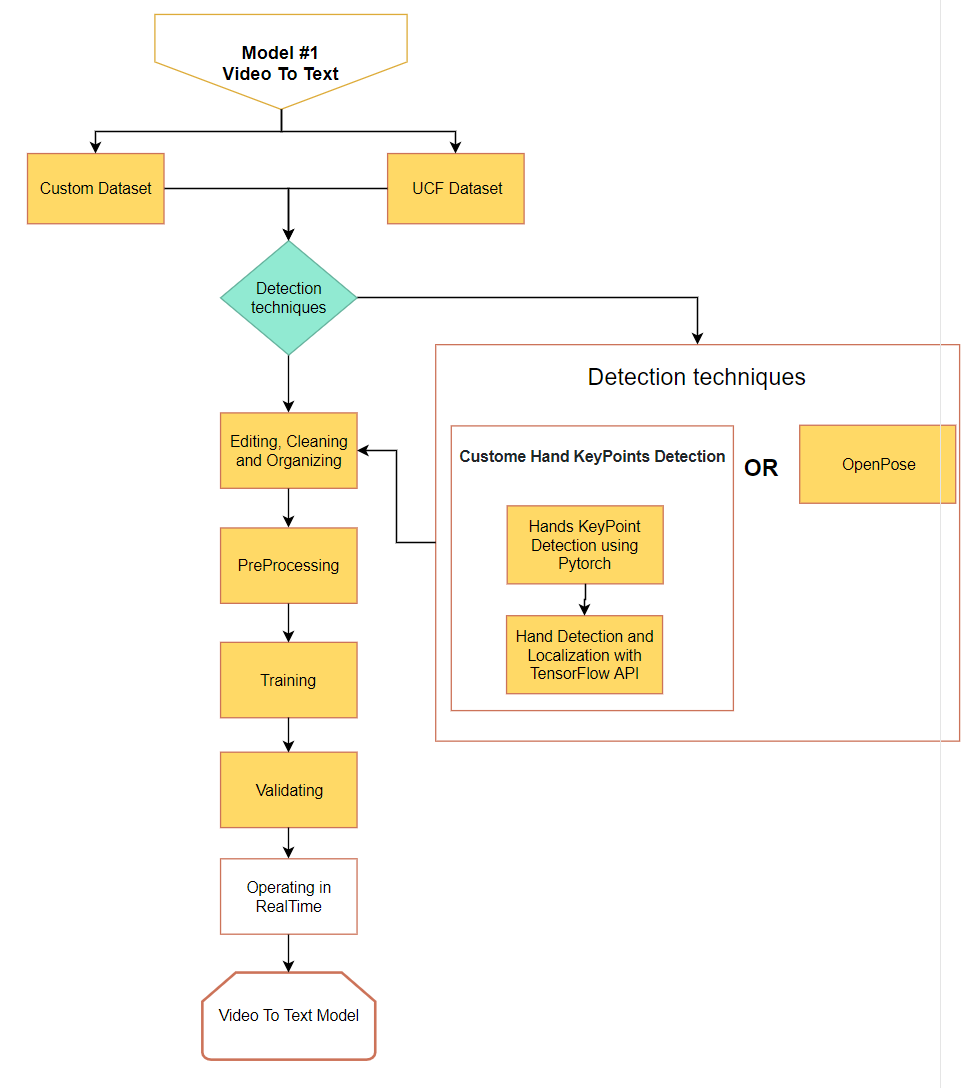 Model #1
Video To Text
Custom Dataset
UCF Dataset
Detection
techniques
Detection techniques
Editing, Cleaning
and Organizing
Custome Hand KeyPoints Detection
OR
OpenPose
Hands KeyPoint
Detection using
Pytorch
PreProcessing
Hand Detection and
Localization with
TensorFlow API
Training
Validating
Operating in
RealTime
Video To Text Model